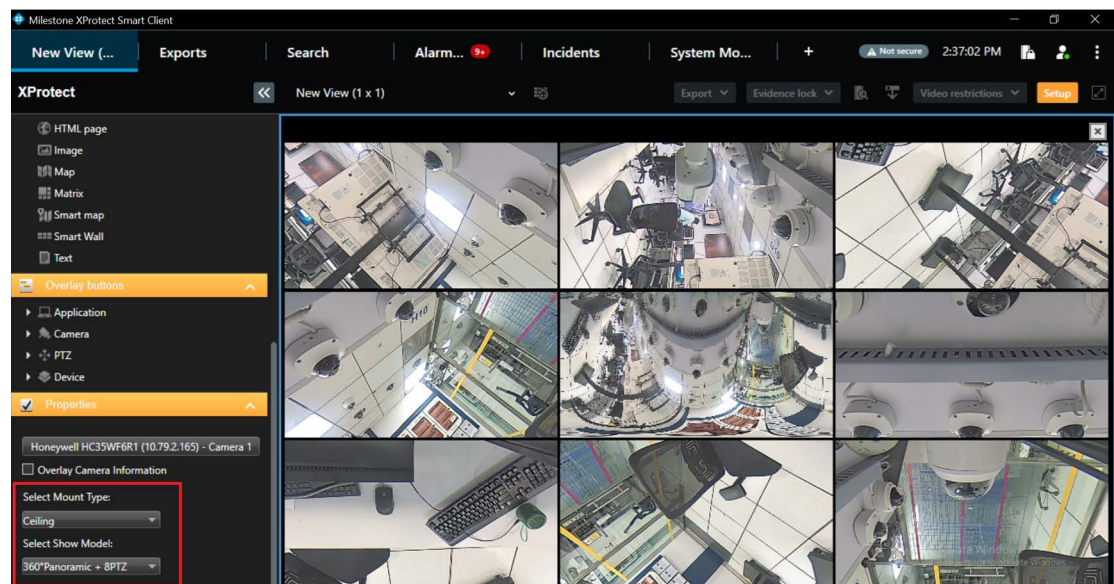 Milestone XProtect Smart Client
New View (...
Exports
Search
Alarm... 9+
Incidents
System Mo...
+
Not secure
2:37:02 PM
XProtect
New View (1 x 1)
Export
Evidence lock
Video restrictions
Setup
HTML page
Image
Map
Matrix
Smart map
Smart Wall
Text
Overlay buttons
Application
Camera
PTZ
Device
Properties
Honeywell HC35WF6R1 (10.79.2.165) - Camera 1
Overlay Camera Information
Select Mount Type:
Ceiling
Select Show Model:
360°Panoramic + 8PTZ
H10